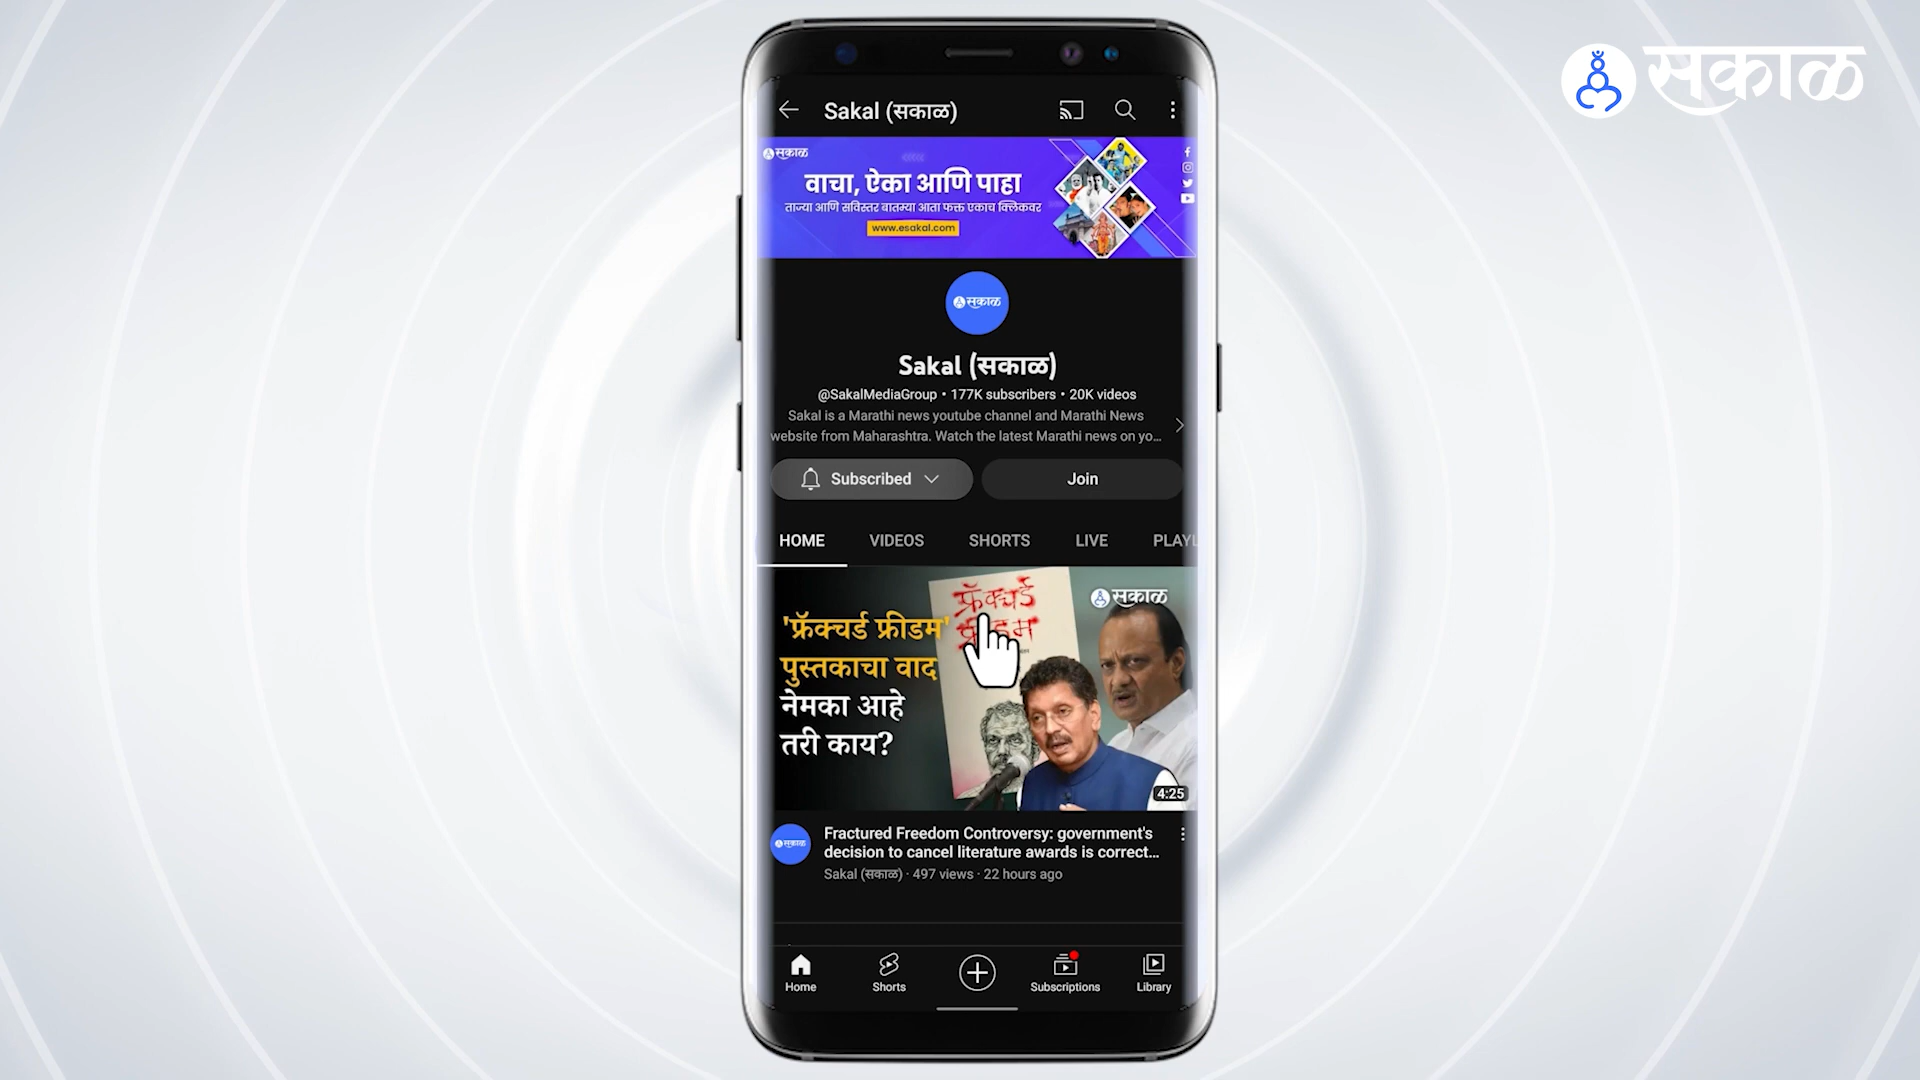 सकाळ
Sakal (सकाळ)
सकाळ
वाचा, ऐका आणि पाहा
ताज्या आणि सविस्तर बातम्या आता फक्त एकाच क्लिकवर
www.esakal.com
सकाळ
Sakal (सकाळ)
@SakalMediaGroup • 177K subscribers • 20K videos
Sakal is a Marathi news youtube channel and Marathi News
website from Maharashtra. Watch the latest Marathi news on yo...
Subscribed
Join
HOME VIDEOS SHORTS LIVE PLAYL
फ्रॅक्चर्ड
सकाळ
'फ्रॅक्चर्ड फ्रीडम'
पुस्तकाचा वाद
नेमका आहे
तरी काय?
4:25
सकाळ
Fractured Freedom Controversy: government's
decision to cancel literature awards is correct...
Sakal (सकाळ) · 497 views · 22 hours ago
Home Shorts Subscriptions Library